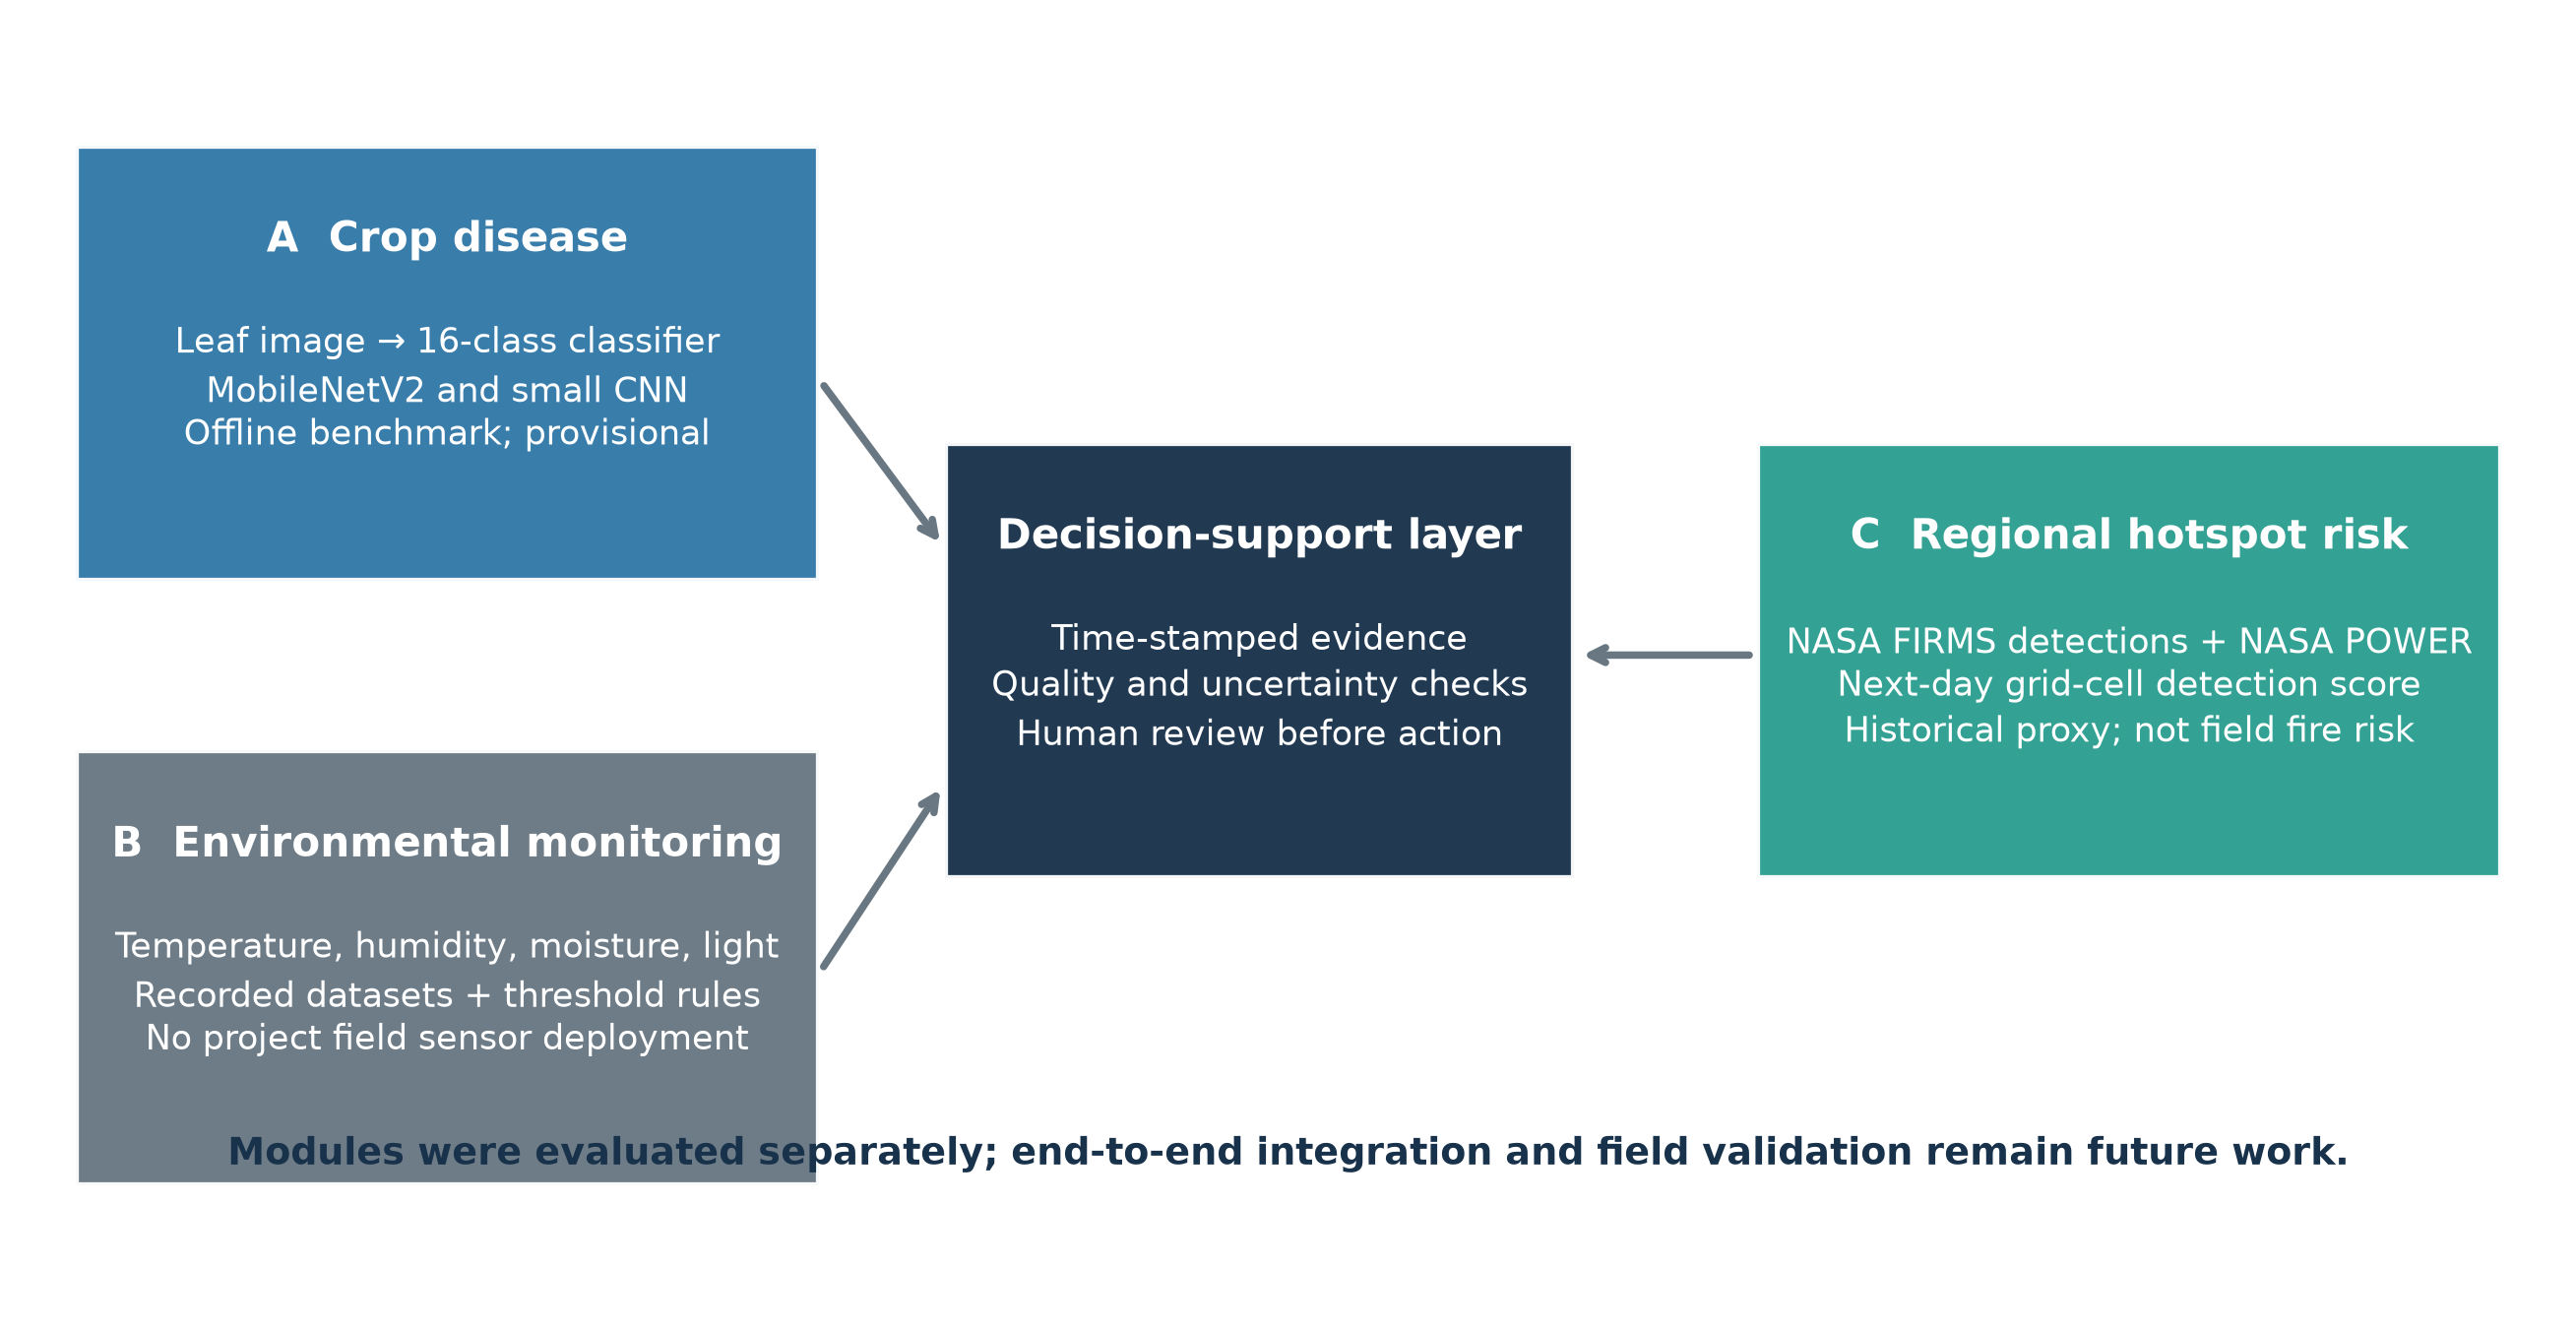 A  Crop disease
Leaf image → 16-class classifier
MobileNetV2 and small CNN
Offline benchmark; provisional
B  Environmental monitoring
Temperature, humidity, moisture, light
Recorded datasets + threshold rules
No project field sensor deployment
Decision-support layer
Time-stamped evidence
Quality and uncertainty checks
Human review before action
C  Regional hotspot risk
NASA FIRMS detections + NASA POWER
Next-day grid-cell detection score
Historical proxy; not field fire risk
Modules were evaluated separately; end-to-end integration and field validation remain future work.